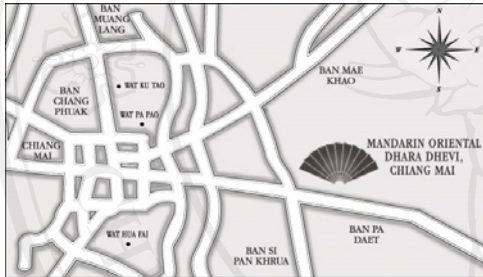 BAN
MUANG
LANG
N
W
E
S
BAN MAE
KHAO
WAT KU TAO
BAN
CHANG
PHUAK
WAT PA PAO
CHIANG
MAI
MANDARIN ORIENTAL
DHARA DHEVI,
CHIANG MAI
WAT HUA FAI
BAN PA
DAET
BAN SI
PAN KHRUA